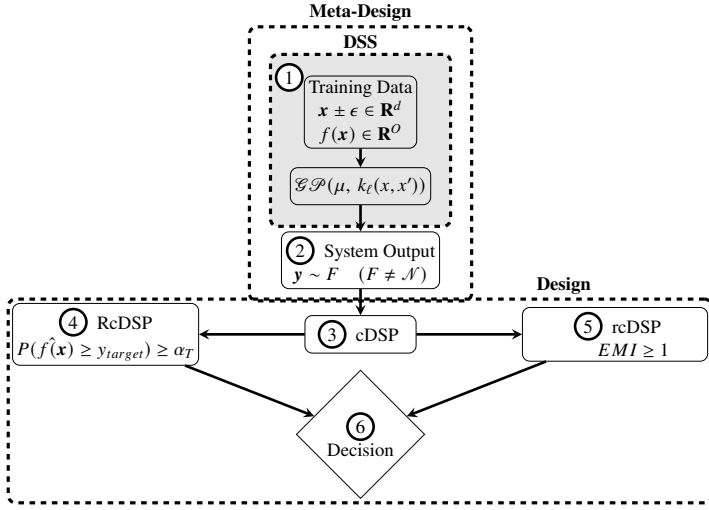 Meta-Design
DSS
1
Training Data
x ± ϵ ∈ R^d
f(x) ∈ R^O
𝒢𝒫(μ, k_ℓ(x, x′))
2 System Output
y ∼ F (F ≠ 𝒩)
Design
4 RcDSP
P(f(̂x) ≥ y_target) ≥ α_T
3 cDSP
5 rcDSP
EMI ≥ 1
6
Decision